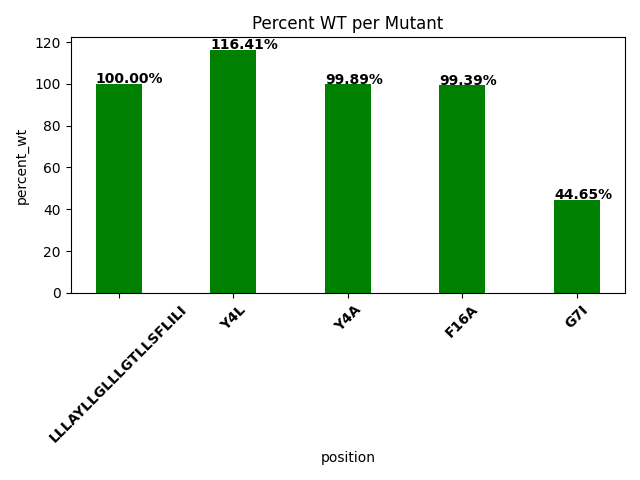 Percent WT per Mutant
percent_wt
120
100
80
60
40
20
0
100.00%
116.41%
99.89%
99.39%
44.65%
LLLAYLLGLLLGTLLSFLILI
Y4L
Y4A
F16A
G7I
position